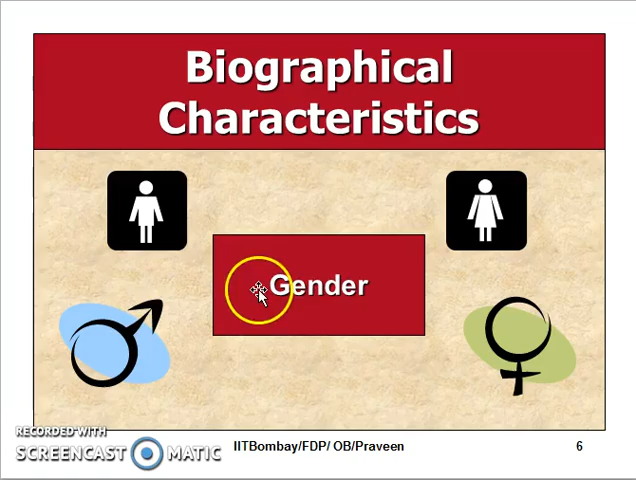 Biographical
Characteristics
Gender
RECORDED WITH
SCREENCAST MATIC
IITBombay/FDP/ OB/Praveen
6